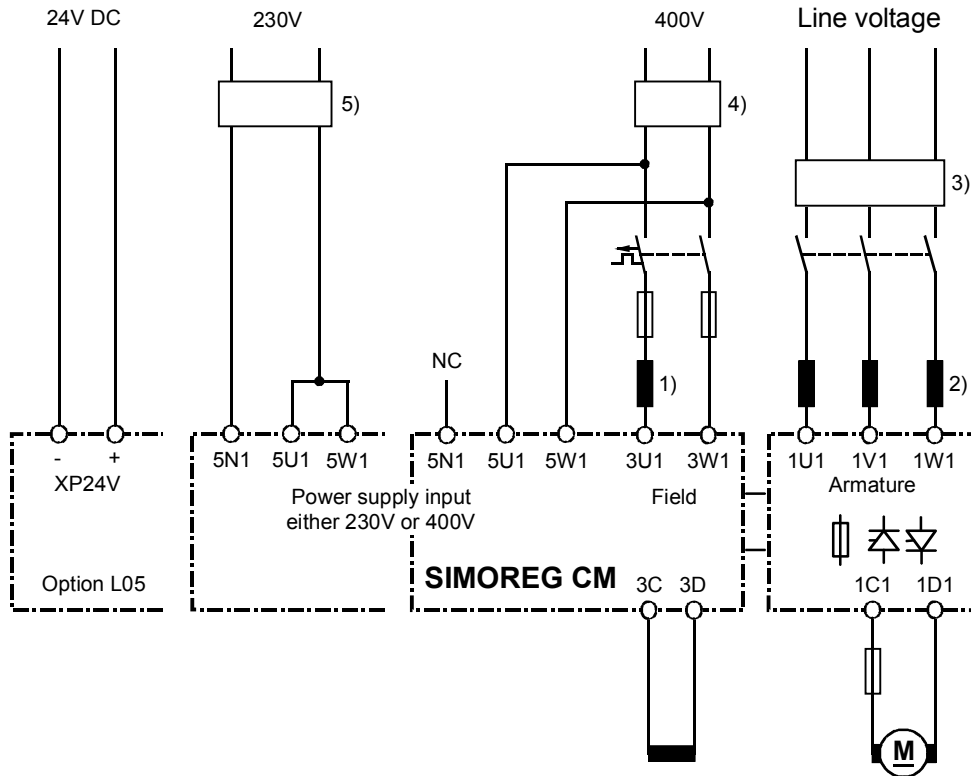 24V DC
230V
400V
Line voltage
5)
4)
3)
NC
1)
2)
- +
XP24V
Option L05
5N1 5U1 5W1
5N1 5U1 5W1 3U1 3W1
1U1 1V1 1W1
Power supply input
either 230V or 400V
Field
Armature
SIMOREG CM
3C 3D
1C1 1D1
M